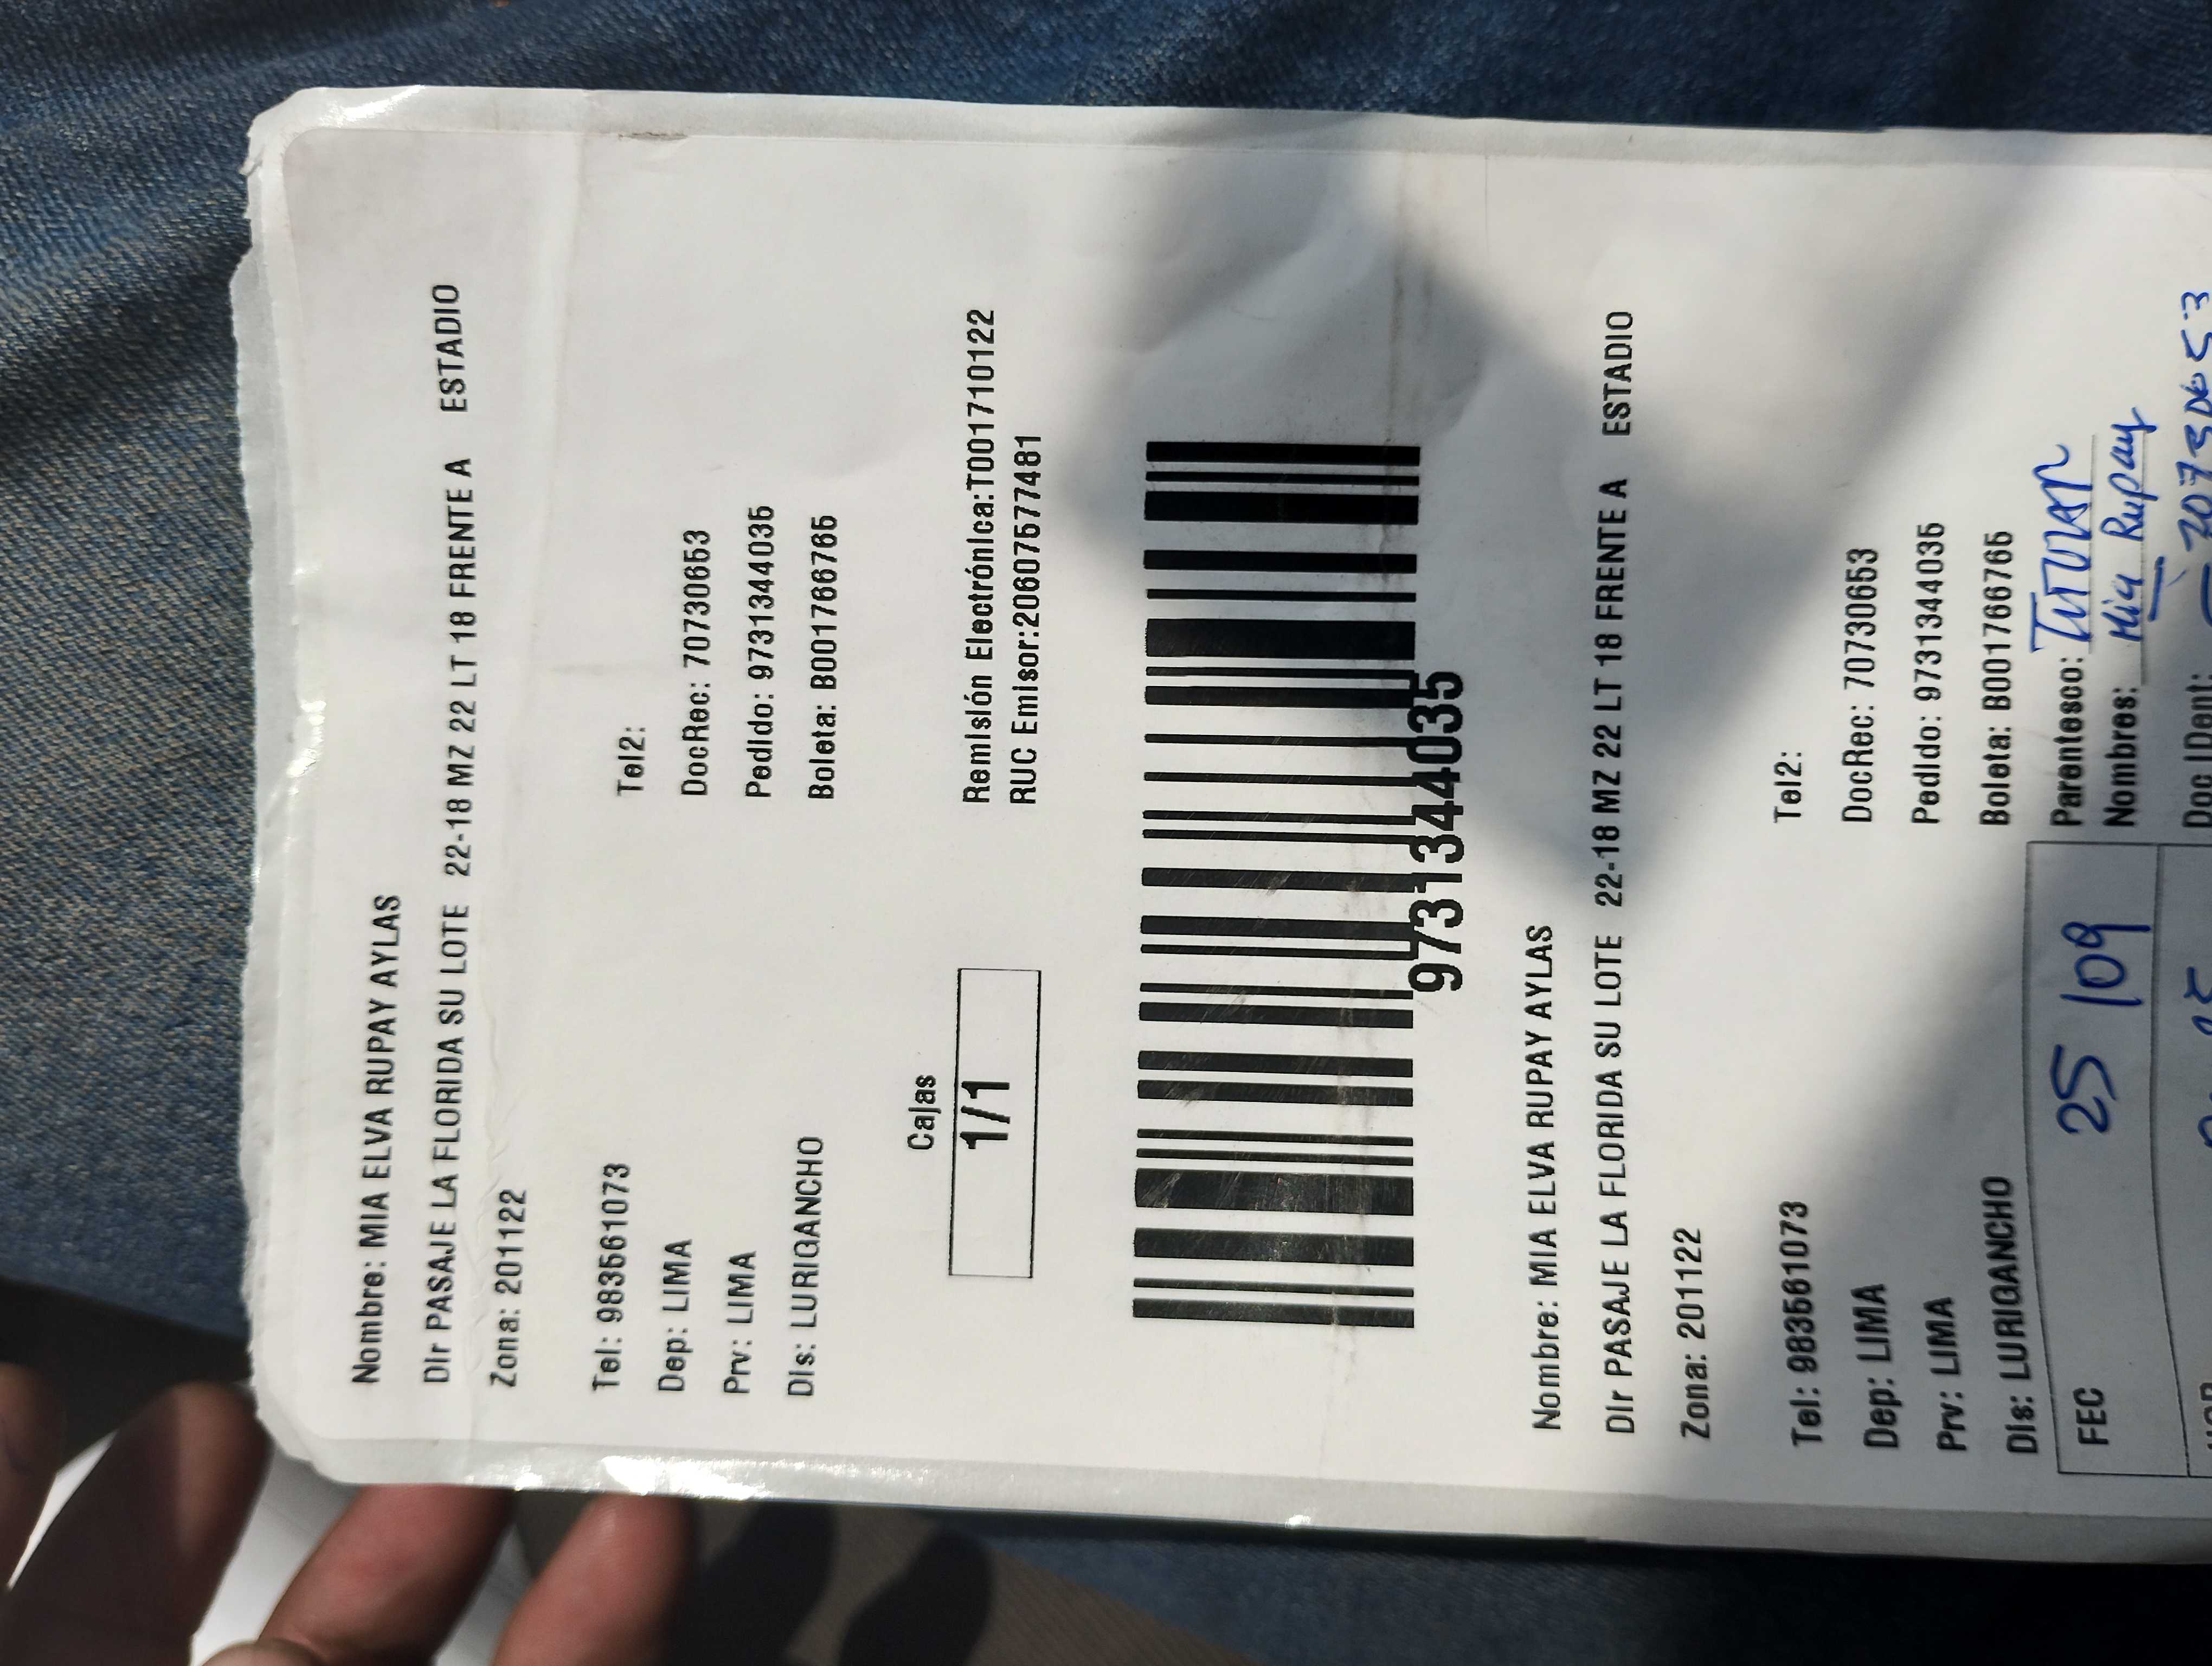 Nombre: MIA ELVA RUPAY AYLAS
Dir PASAJE LA FLORIDA SU LOTE 22-18 MZ 22 LT 18 FRENTE A ESTADIO
Zona: 201122
Tel: 983561073 Tel2:
Dep: LIMA DocRec: 70730653
Prv: LIMA Pedido: 9731344035
Dis: LURIGANCHO Boleta: B001766765
Cajas
1/1
Remisión Electrónica:T001710122
RUC Emisor:20607577481
9731344035
Nombre: MIA ELVA RUPAY AYLAS
Dir PASAJE LA FLORIDA SU LOTE 22-18 MZ 22 LT 18 FRENTE A ESTADIO
Zona: 201122
Tel: 983561073 Tel2:
Dep: LIMA DocRec: 70730653
Prv: LIMA Pedido: 9731344035
Dis: LURIGANCHO Boleta: B001766765
FEC 25/09
Parentesco: TITULAR
Nombres: Mia Rupay
Doc IDent: 70730653